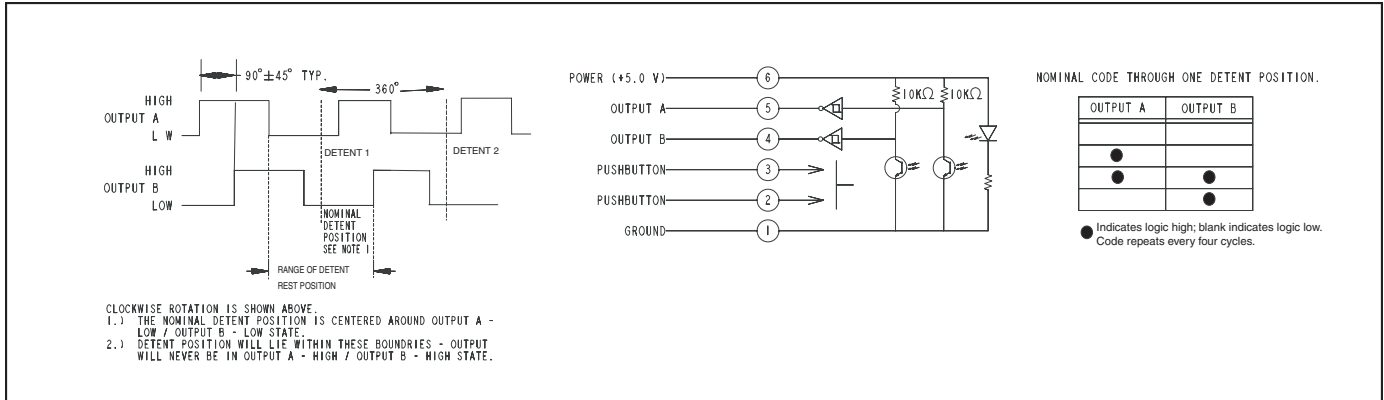 90°±45° TYP.
360°
HIGH
OUTPUT A
L W
DETENT 1
DETENT 2
HIGH
OUTPUT B
LOW
NOMINAL
DETENT
POSITION
SEE NOTE 1
RANGE OF DETENT
REST POSITION
CLOCKWISE ROTATION IS SHOWN ABOVE.
1.) THE NOMINAL DETENT POSITION IS CENTERED AROUND OUTPUT A -
LOW / OUTPUT B - LOW STATE.
2.) DETENT POSITION WILL LIE WITHIN THESE BOUNDRIES - OUTPUT
WILL NEVER BE IN OUTPUT A - HIGH / OUTPUT B - HIGH STATE.
POWER (+5.0 V) 6
10KΩ 10KΩ
OUTPUT A 5
OUTPUT B 4
PUSHBUTTON 3
PUSHBUTTON 2
GROUND 1
NOMINAL CODE THROUGH ONE DETENT POSITION.
OUTPUT A OUTPUT B
Indicates logic high; blank indicates logic low.
Code repeats every four cycles.